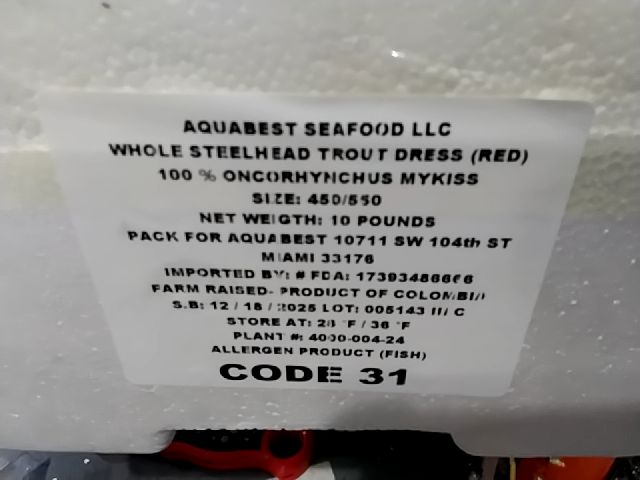 AQUABEST SEAFOOD LLC
WHOLE STEELHEAD TROUT DRESS (RED)
100 % ONCORHYNCHUS MYKISS
SIZE: 450/550
NET WEIGTH: 10 POUNDS
PACK FOR AQUABEST 10711 SW 104th ST
MIAMI 33176
IMPORTED BY: # FDA: 17393486666
FARM RAISED- PRODUCT OF COLOMBIA
S.B: 12 / 18 / 2025 LOT: 005143 / C
STORE AT: °F / 36 °F
PLANT #: 4000-004-24
ALLERGEN PRODUCT (FISH)
CODE 31